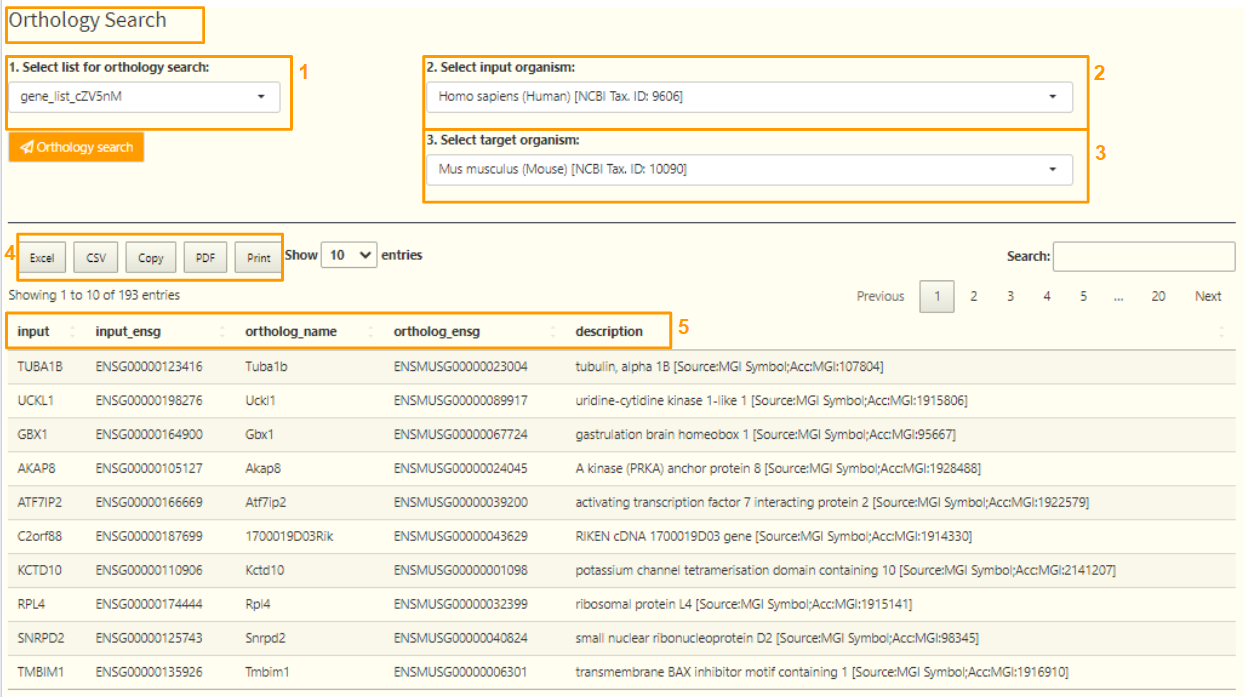 Orthology Search
1. Select list for orthology search:
1
gene_list_cZV5nM
Orthology search
2. Select input organism:
2
Homo sapiens (Human) [NCBI Tax. ID: 9606]
3. Select target organism:
3
Mus musculus (Mouse) [NCBI Tax. ID: 10090]
4 Excel CSV Copy PDF Print Show 10 entries Search:
Showing 1 to 10 of 193 entries Previous 1 2 3 4 5 ... 20 Next
input input_ensg ortholog_name ortholog_ensg description 5
TUBA1B ENSG00000123416 Tuba1b ENSMUSG00000023004 tubulin, alpha 1B [Source:MGI Symbol;Acc:MGI:107804]
UCKL1 ENSG00000198276 Uckl1 ENSMUSG00000089917 uridine-cytidine kinase 1-like 1 [Source:MGI Symbol;Acc:MGI:1915806]
GBX1 ENSG00000164900 Gbx1 ENSMUSG00000067724 gastrulation brain homeobox 1 [Source:MGI Symbol;Acc:MGI:95667]
AKAP8 ENSG00000105127 Akap8 ENSMUSG00000024045 A kinase (PRKA) anchor protein 8 [Source:MGI Symbol;Acc:MGI:1928488]
ATF7IP2 ENSG00000166669 Atf7ip2 ENSMUSG00000039200 activating transcription factor 7 interacting protein 2 [Source:MGI Symbol;Acc:MGI:1922579]
C2orf88 ENSG00000187699 1700019D03Rik ENSMUSG00000043629 RIKEN cDNA 1700019D03 gene [Source:MGI Symbol;Acc:MGI:1914330]
KCTD10 ENSG00000110906 Kctd10 ENSMUSG00000001098 potassium channel tetramerisation domain containing 10 [Source:MGI Symbol;Acc:MGI:2141207]
RPL4 ENSG00000174444 Rpl4 ENSMUSG00000032399 ribosomal protein L4 [Source:MGI Symbol;Acc:MGI:1915141]
SNRPD2 ENSG00000125743 Snrpd2 ENSMUSG00000040824 small nuclear ribonucleoprotein D2 [Source:MGI Symbol;Acc:MGI:98345]
TMBIM1 ENSG00000135926 Tmbim1 ENSMUSG00000006301 transmembrane BAX inhibitor motif containing 1 [Source:MGI Symbol;Acc:MGI:1916910]